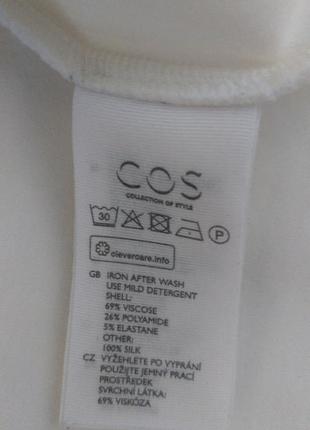 COS
COLLECTION OF STYLE
30 P
clevercare.info
GB IRON AFTER WASH
USE MILD DETERGENT
SHELL:
69% VISCOSE
26% POLYAMIDE
5% ELASTANE
OTHER:
100% SILK
CZ VYŽEHLETE PO VYPRÁNÍ
POUŽIJTE JEMNÝ PRACÍ
PROSTŘEDEK
SVRCHNÍ LÁTKA:
69% VISKÓZA